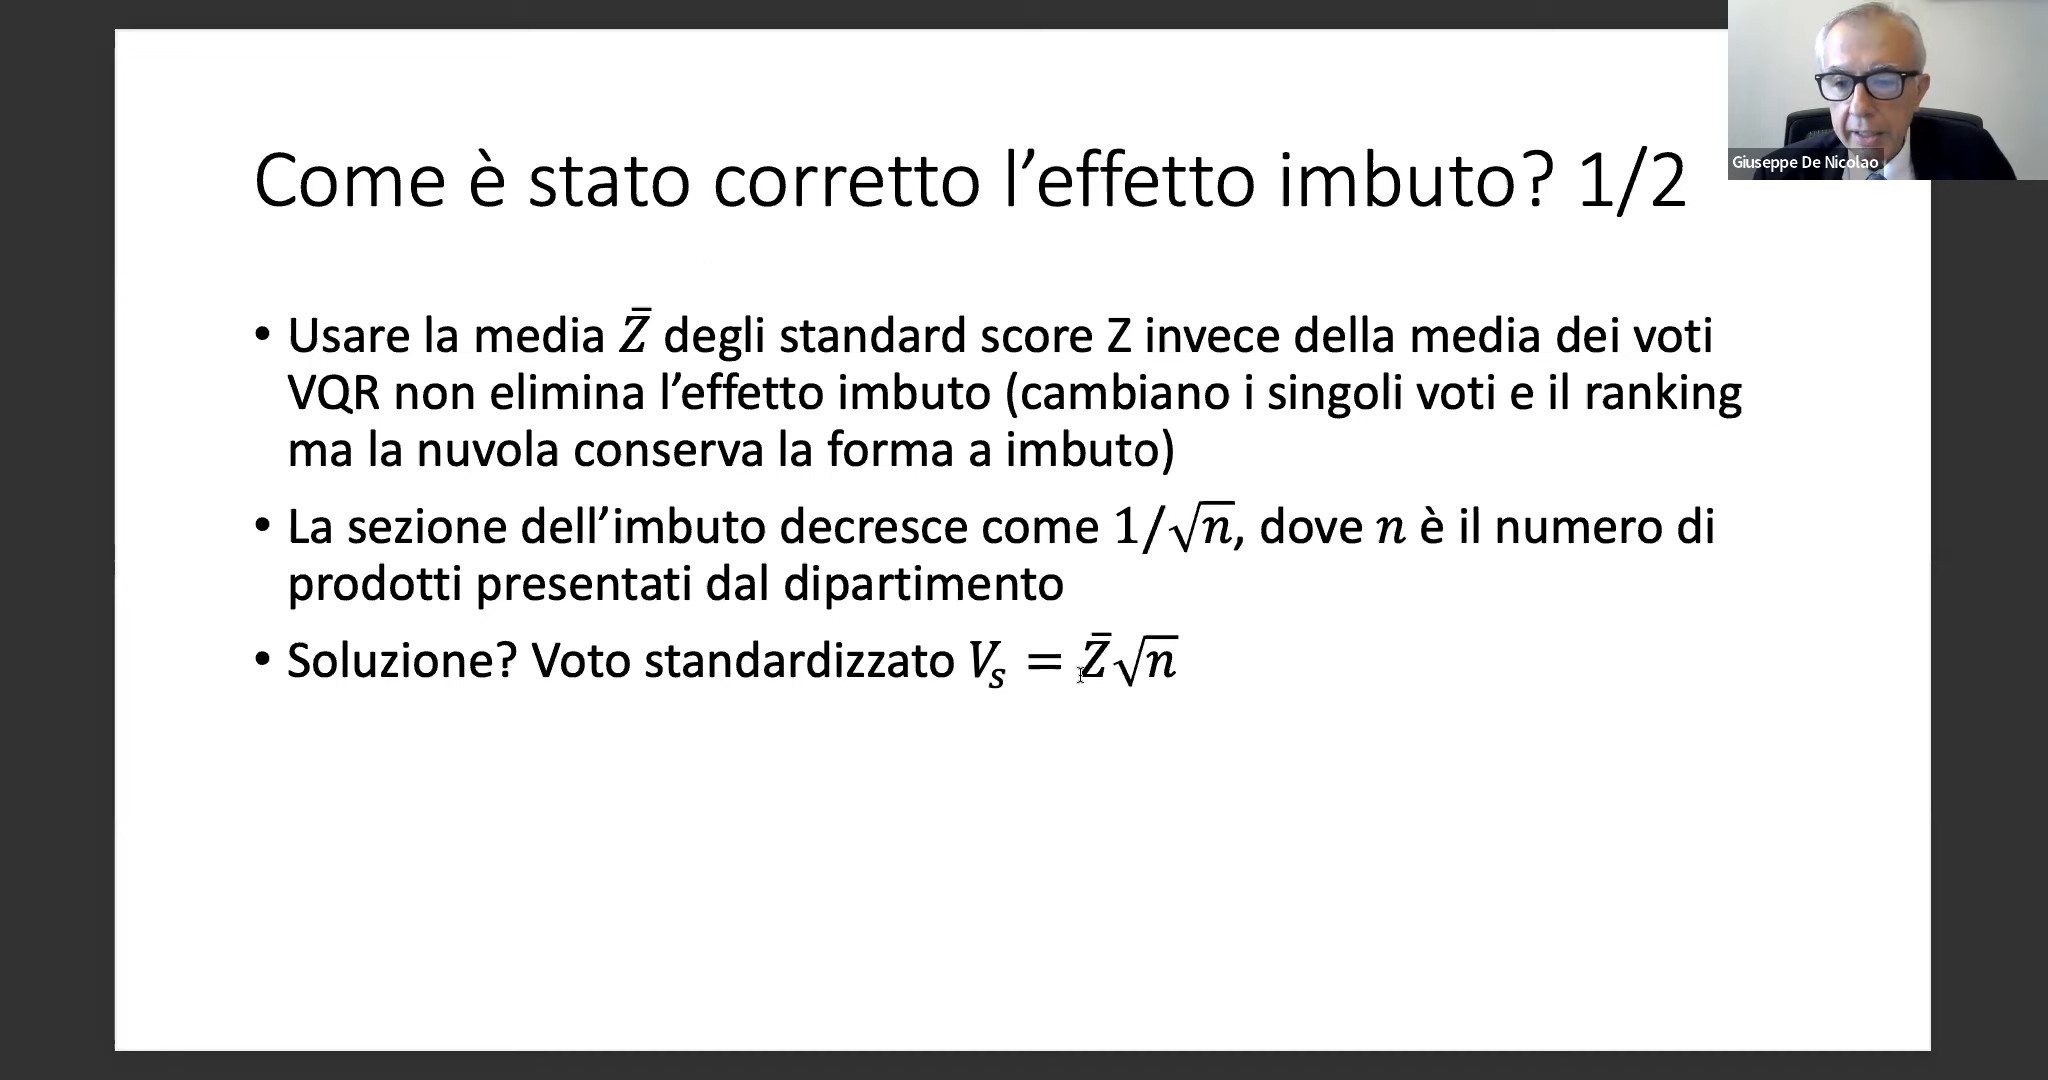 Come è stato corretto l’effetto imbuto? 1/2
Giuseppe De Nicolao
• Usare la media Z̄ degli standard score Z invece della media dei voti
VQR non elimina l’effetto imbuto (cambiano i singoli voti e il ranking
ma la nuvola conserva la forma a imbuto)
• La sezione dell’imbuto decresce come 1/√n, dove n è il numero di
prodotti presentati dal dipartimento
• Soluzione? Voto standardizzato Vₛ = Z̄√n